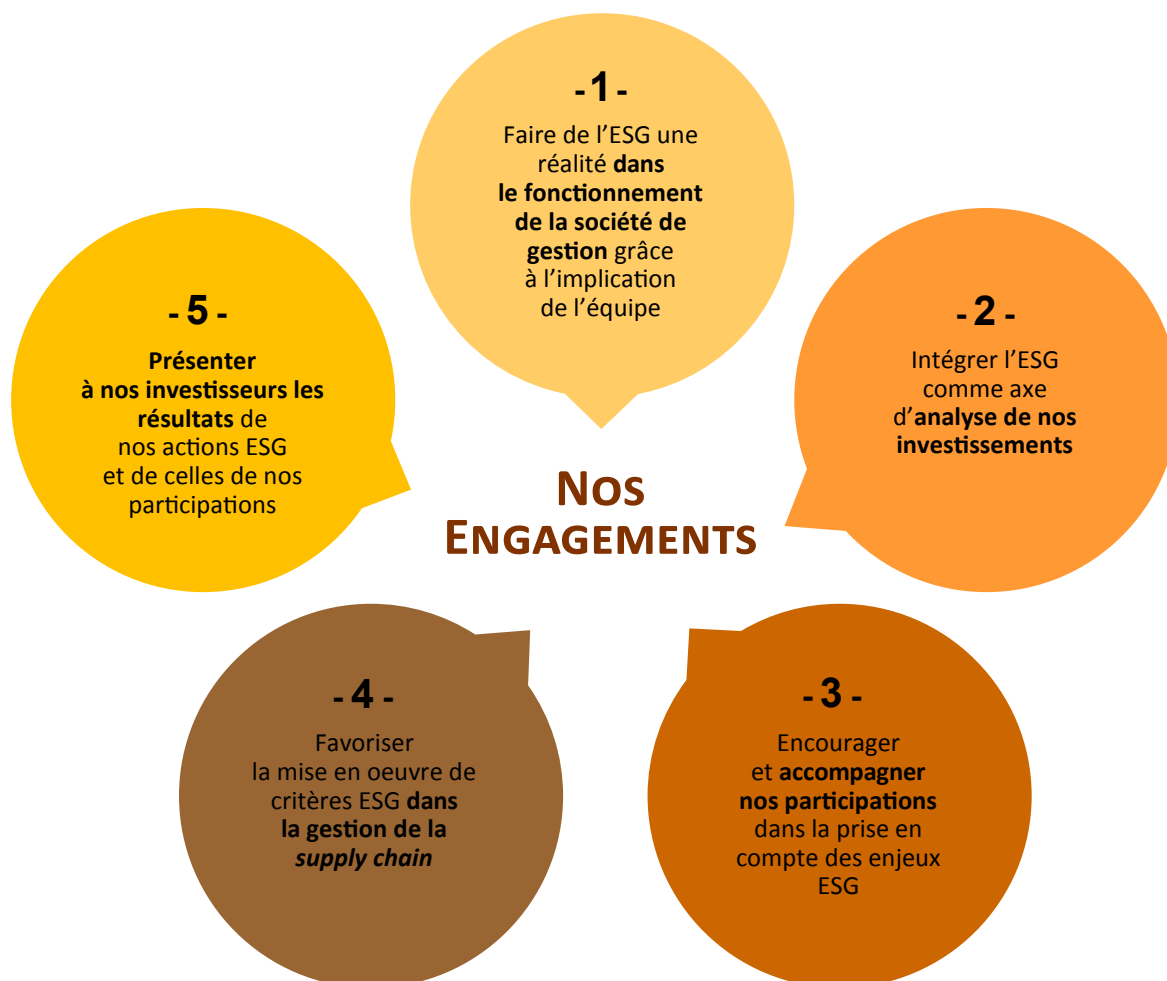 - 1 -
Faire de l’ESG une
réalité dans
le fonctionnement
de la société de
gestion grâce
à l’implication
de l’équipe
- 2 -
Intégrer l’ESG
comme axe
d’analyse de nos
investissements
- 3 -
Encourager
et accompagner
nos participations
dans la prise en
compte des enjeux
ESG
- 4 -
Favoriser
la mise en oeuvre de
critères ESG dans
la gestion de la
supply chain
- 5 -
Présenter
à nos investisseurs les
résultats de
nos actions ESG
et de celles de nos
participations
NOS
ENGAGEMENTS